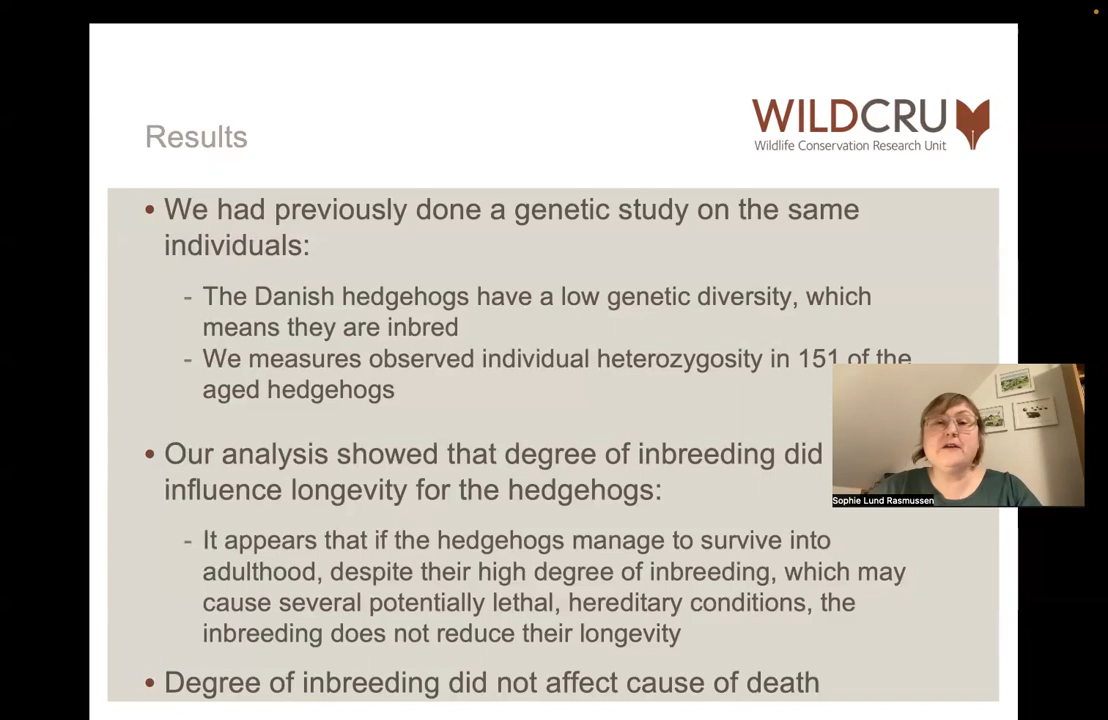 WILDCRU
Wildlife Conservation Research Unit
Results
• We had previously done a genetic study on the same
individuals:
- The Danish hedgehogs have a low genetic diversity, which
means they are inbred
- We measures observed individual heterozygosity in 151 of the
aged hedgehogs
• Our analysis showed that degree of inbreeding did
influence longevity for the hedgehogs:
- It appears that if the hedgehogs manage to survive into
adulthood, despite their high degree of inbreeding, which may
cause several potentially lethal, hereditary conditions, the
inbreeding does not reduce their longevity
• Degree of inbreeding did not affect cause of death
Sophie Lund Rasmussen